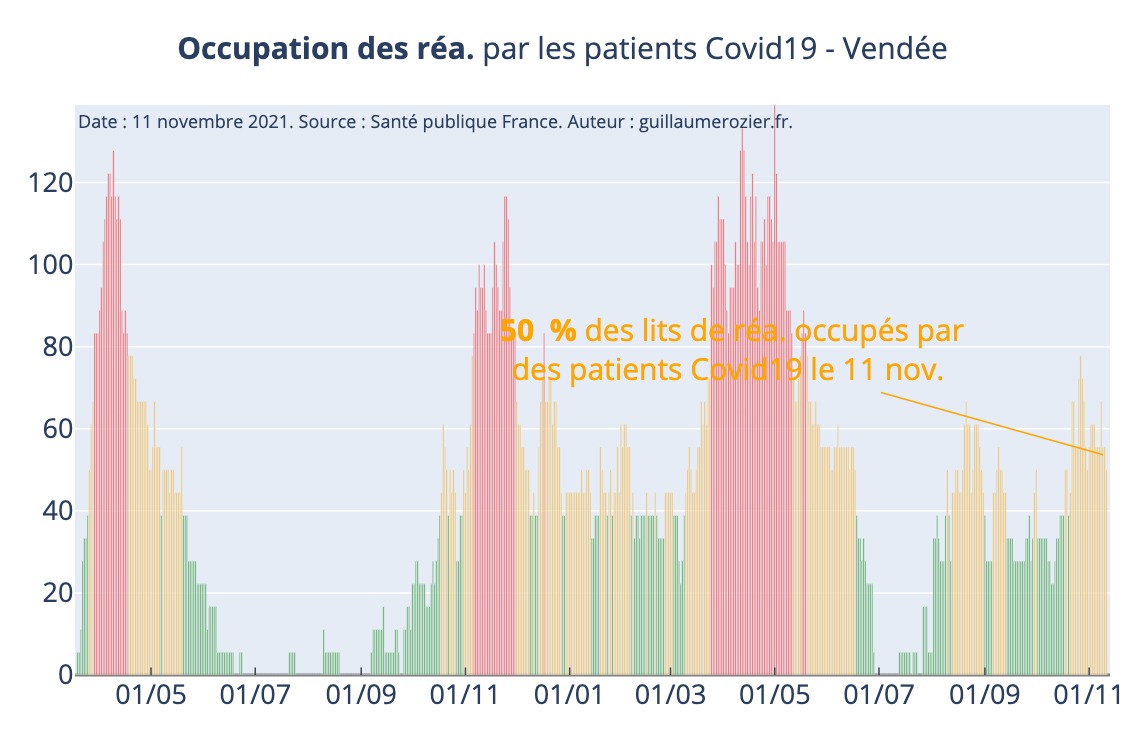 Occupation des réa. par les patients Covid19 - Vendée
Date : 11 novembre 2021. Source : Santé publique France. Auteur : guillaumerozier.fr.
120
100
80
60
40
20
0
50 % des lits de réa. occupés par
des patients Covid19 le 11 nov.
01/05 01/07 01/09 01/11 01/01 01/03 01/05 01/07 01/09 01/11